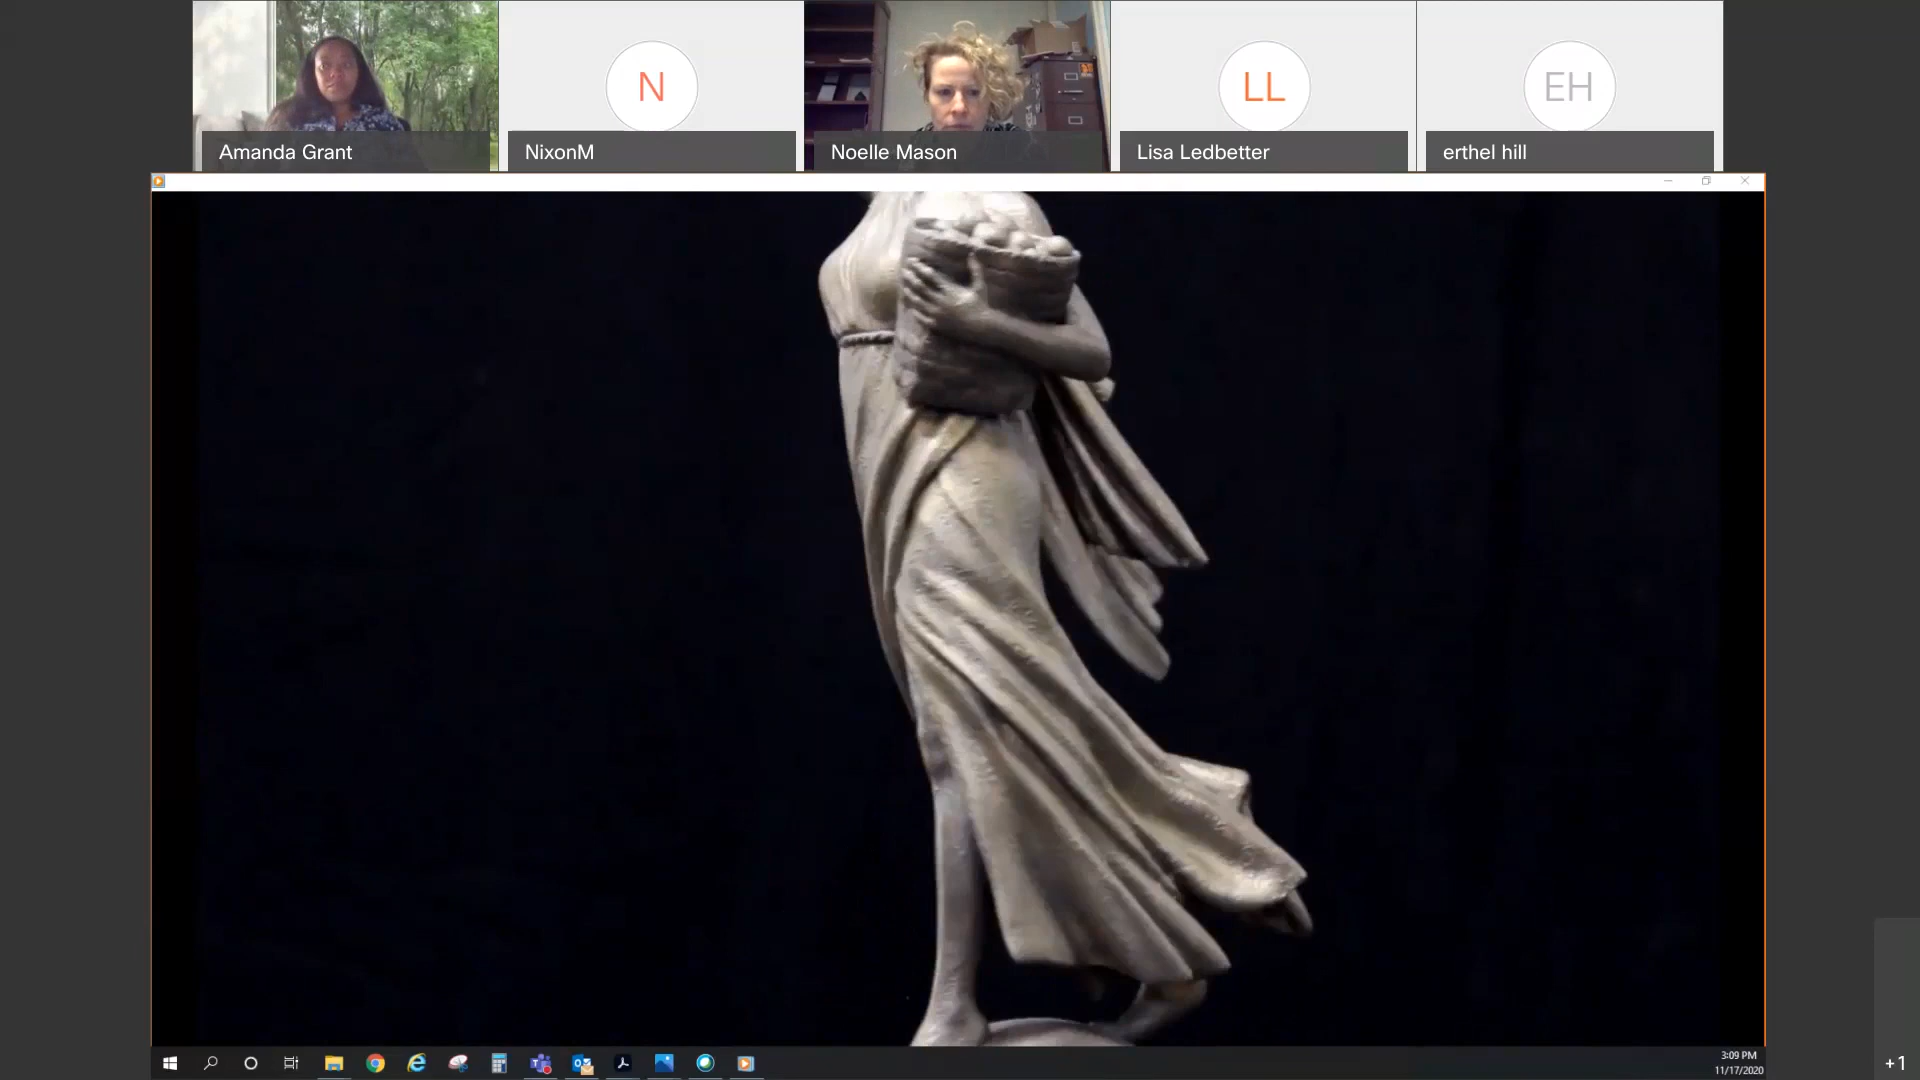 Amanda Grant
N
NixonM
Noelle Mason
LL
Lisa Ledbetter
EH
erthel hill
3:09 PM
11/17/2020
+1